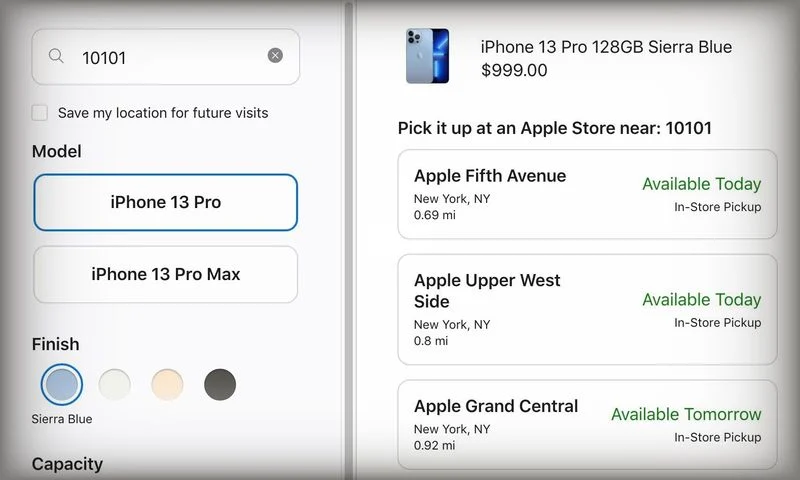 10101
Save my location for future visits
Model
iPhone 13 Pro
iPhone 13 Pro Max
Finish
Sierra Blue
Capacity
iPhone 13 Pro 128GB Sierra Blue
$999.00
Pick it up at an Apple Store near: 10101
Apple Fifth Avenue
New York, NY
0.69 mi
Available Today
In-Store Pickup
Apple Upper West
Side
New York, NY
0.8 mi
Available Today
In-Store Pickup
Apple Grand Central
New York, NY
0.92 mi
Available Tomorrow
In-Store Pickup